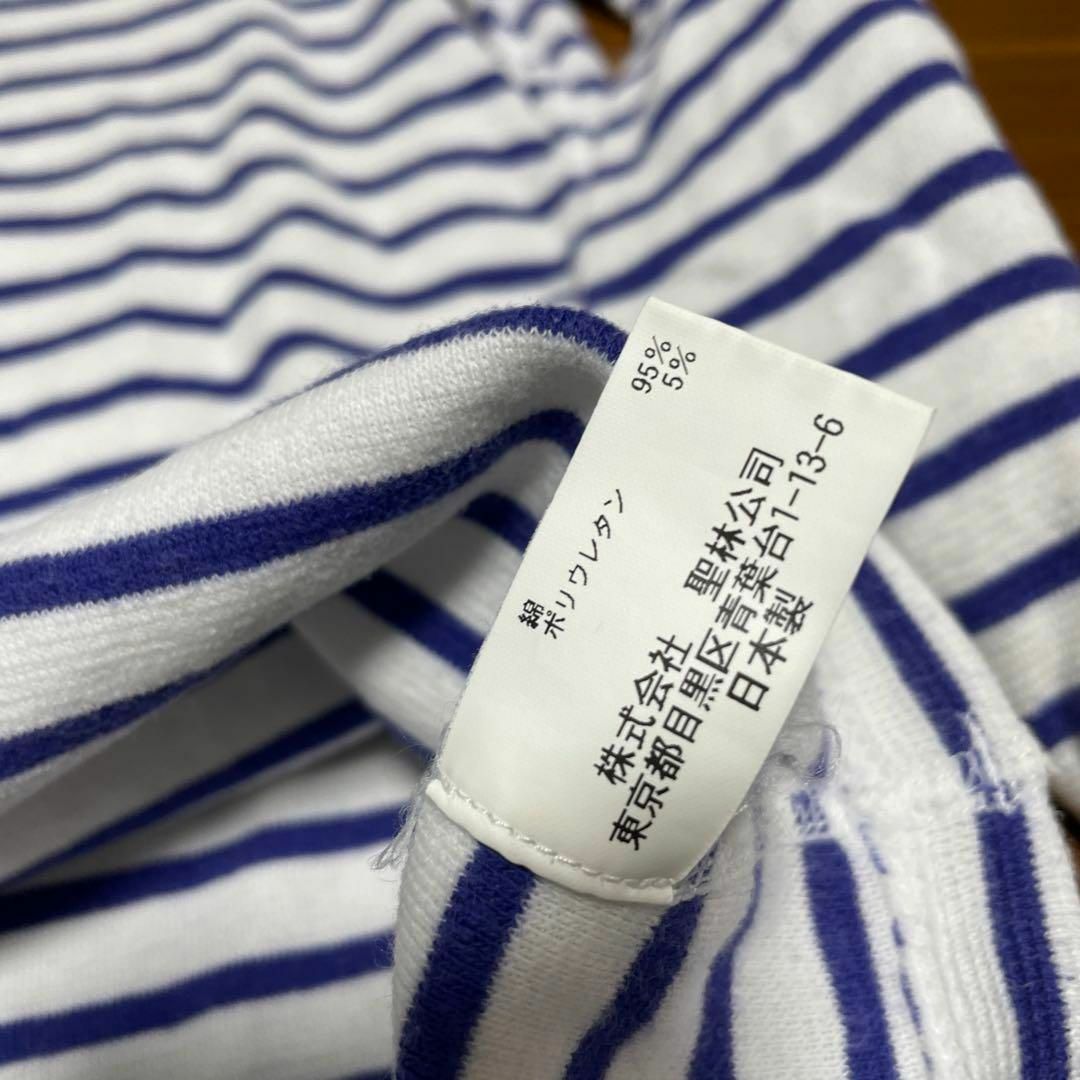 綿 95%
ポリウレタン 5%
株式会社 聖林公司
東京都目黒区青葉台1-13-6
日本製